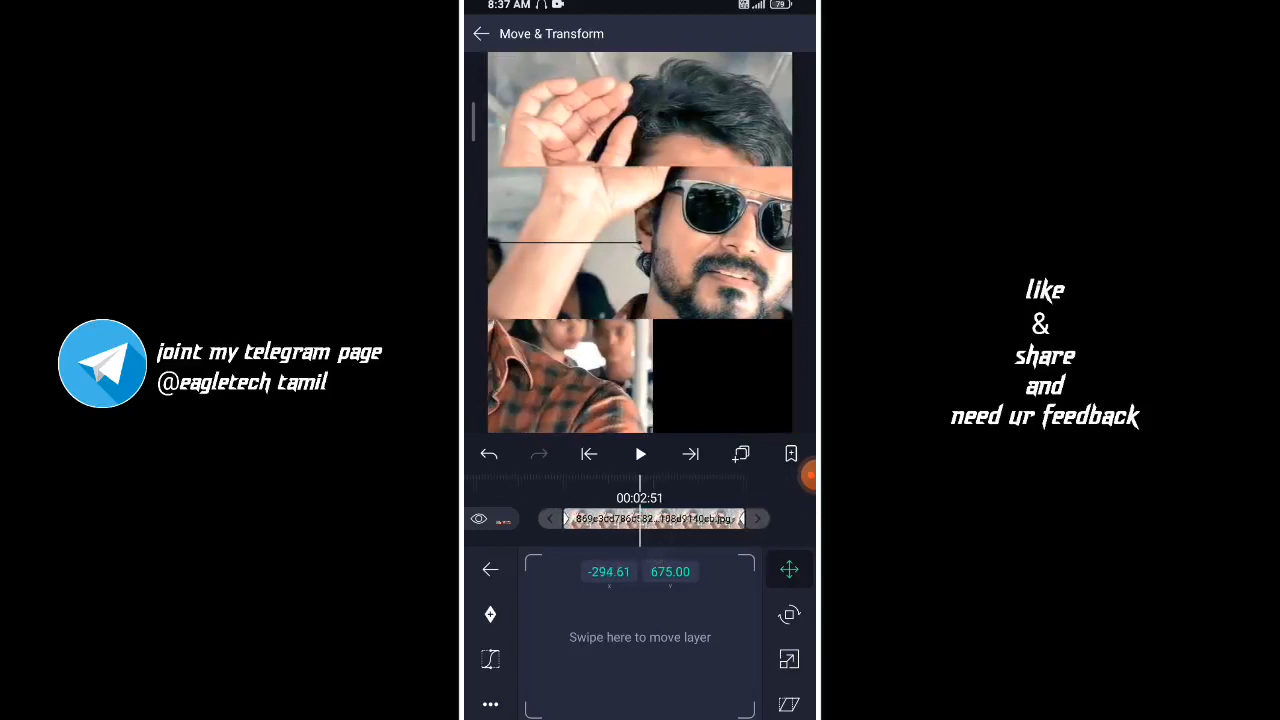 8:37 AM
79
Move & Transform
joint my telegram page
@eagletech tamil
like
&
share
and
need ur feedback
00:02:51
-294.61 675.00
Swipe here to move layer